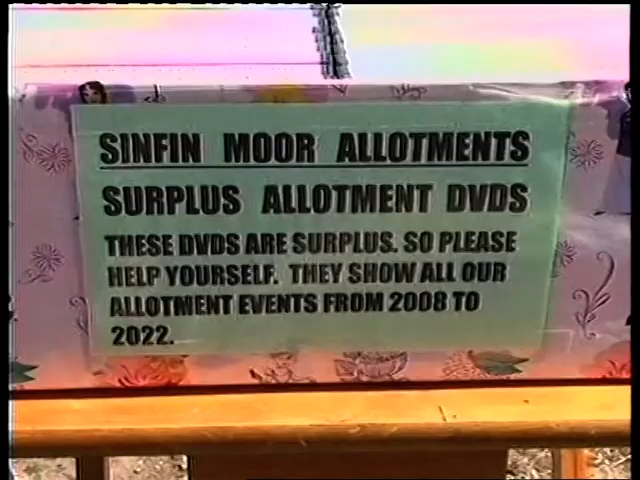 SINFIN MOOR ALLOTMENTS
SURPLUS ALLOTMENT DVDS
THESE DVDS ARE SURPLUS. SO PLEASE
HELP YOURSELF. THEY SHOW ALL OUR
ALLOTMENT EVENTS FROM 2008 TO
2022.